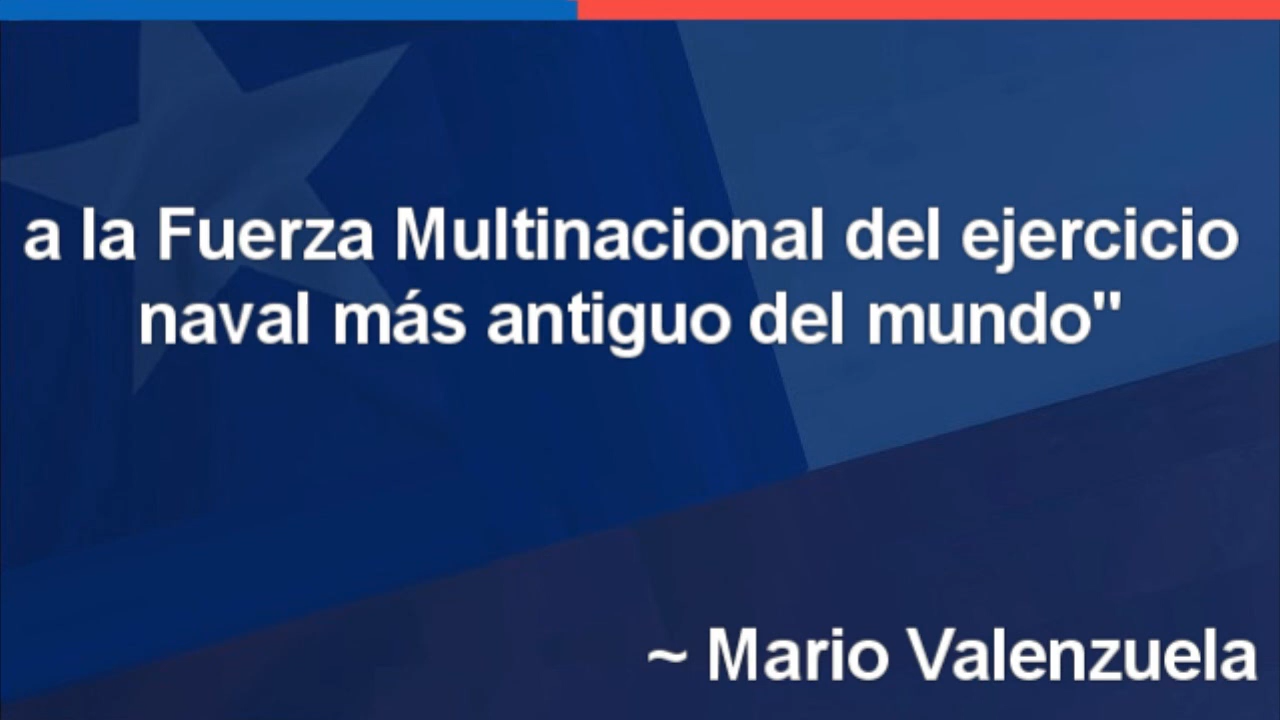 a la Fuerza Multinacional del ejercicio
naval más antiguo del mundo"
~ Mario Valenzuela